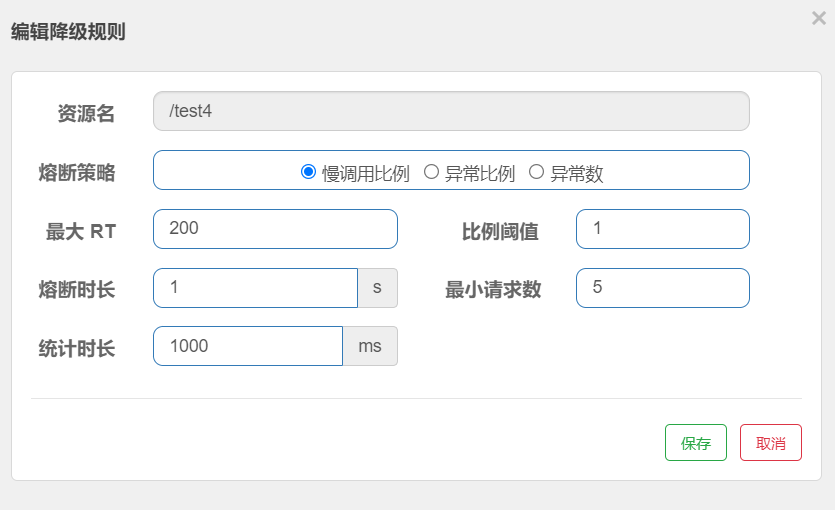 编辑降级规则 ×
资源名 /test4
熔断策略 慢调用比例 异常比例 异常数
最大 RT 200 比例阈值 1
熔断时长 1 s 最小请求数 5
统计时长 1000 ms
保存 取消